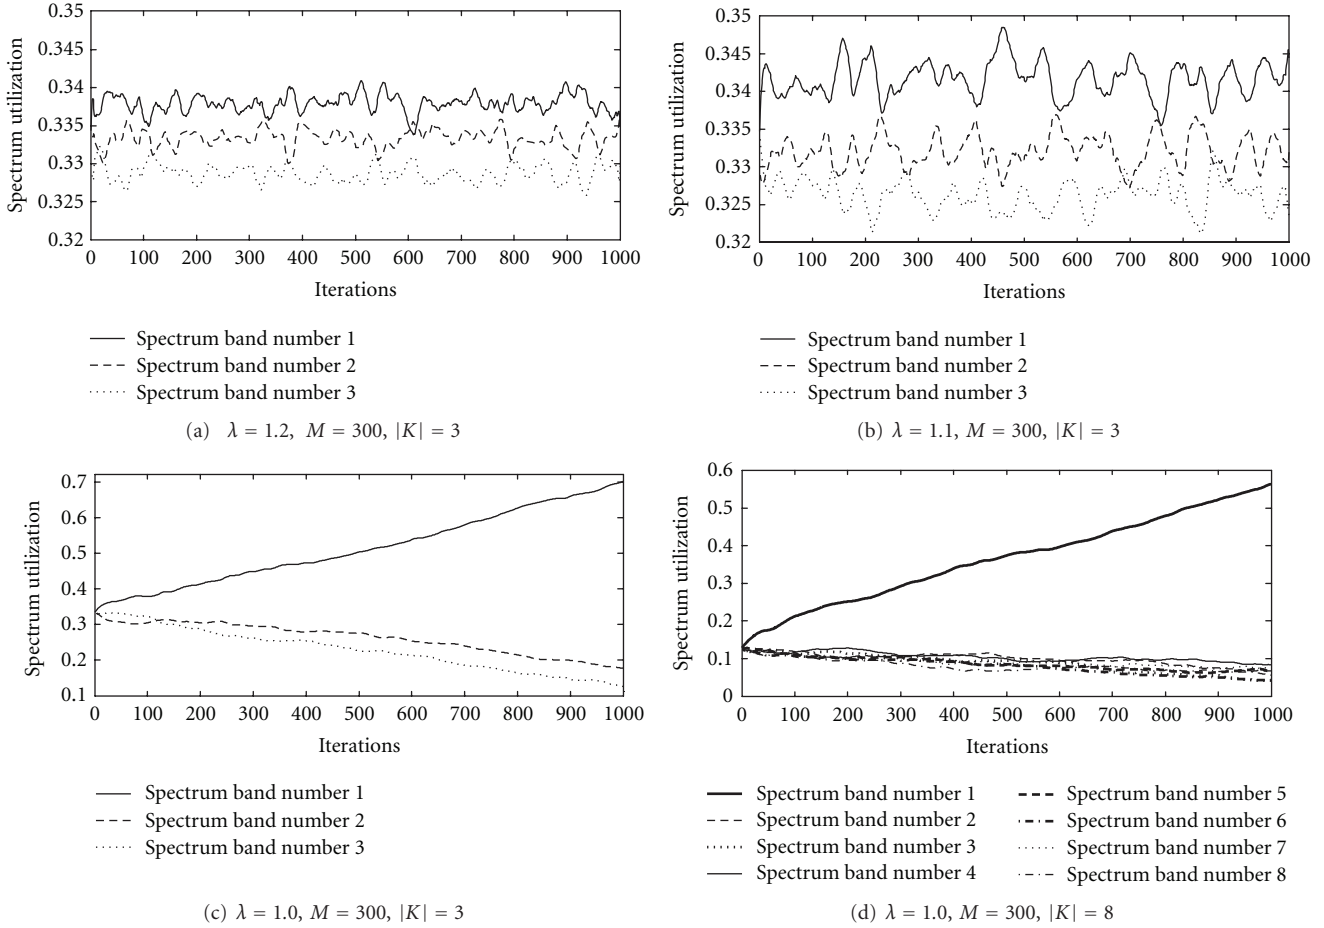 0.35
0.345
0.34
0.335
0.33
0.325
0.32
Spectrum utilization
0 100 200 300 400 500 600 700 800 900 1000
Iterations
Spectrum band number 1
Spectrum band number 2
Spectrum band number 3
(a) λ = 1.2, M = 300, |K| = 3
0.35
0.345
0.34
0.335
0.33
0.325
0.32
Spectrum utilization
0 100 200 300 400 500 600 700 800 900 1000
Iterations
Spectrum band number 1
Spectrum band number 2
Spectrum band number 3
(b) λ = 1.1, M = 300, |K| = 3
0.7
0.6
0.5
0.4
0.3
0.2
0.1
Spectrum utilization
0 100 200 300 400 500 600 700 800 900 1000
Iterations
Spectrum band number 1
Spectrum band number 2
Spectrum band number 3
(c) λ = 1.0, M = 300, |K| = 3
0.6
0.5
0.4
0.3
0.2
0.1
0
Spectrum utilization
0 100 200 300 400 500 600 700 800 900 1000
Iterations
Spectrum band number 1
Spectrum band number 2
Spectrum band number 3
Spectrum band number 4
Spectrum band number 5
Spectrum band number 6
Spectrum band number 7
Spectrum band number 8
(d) λ = 1.0, M = 300, |K| = 8